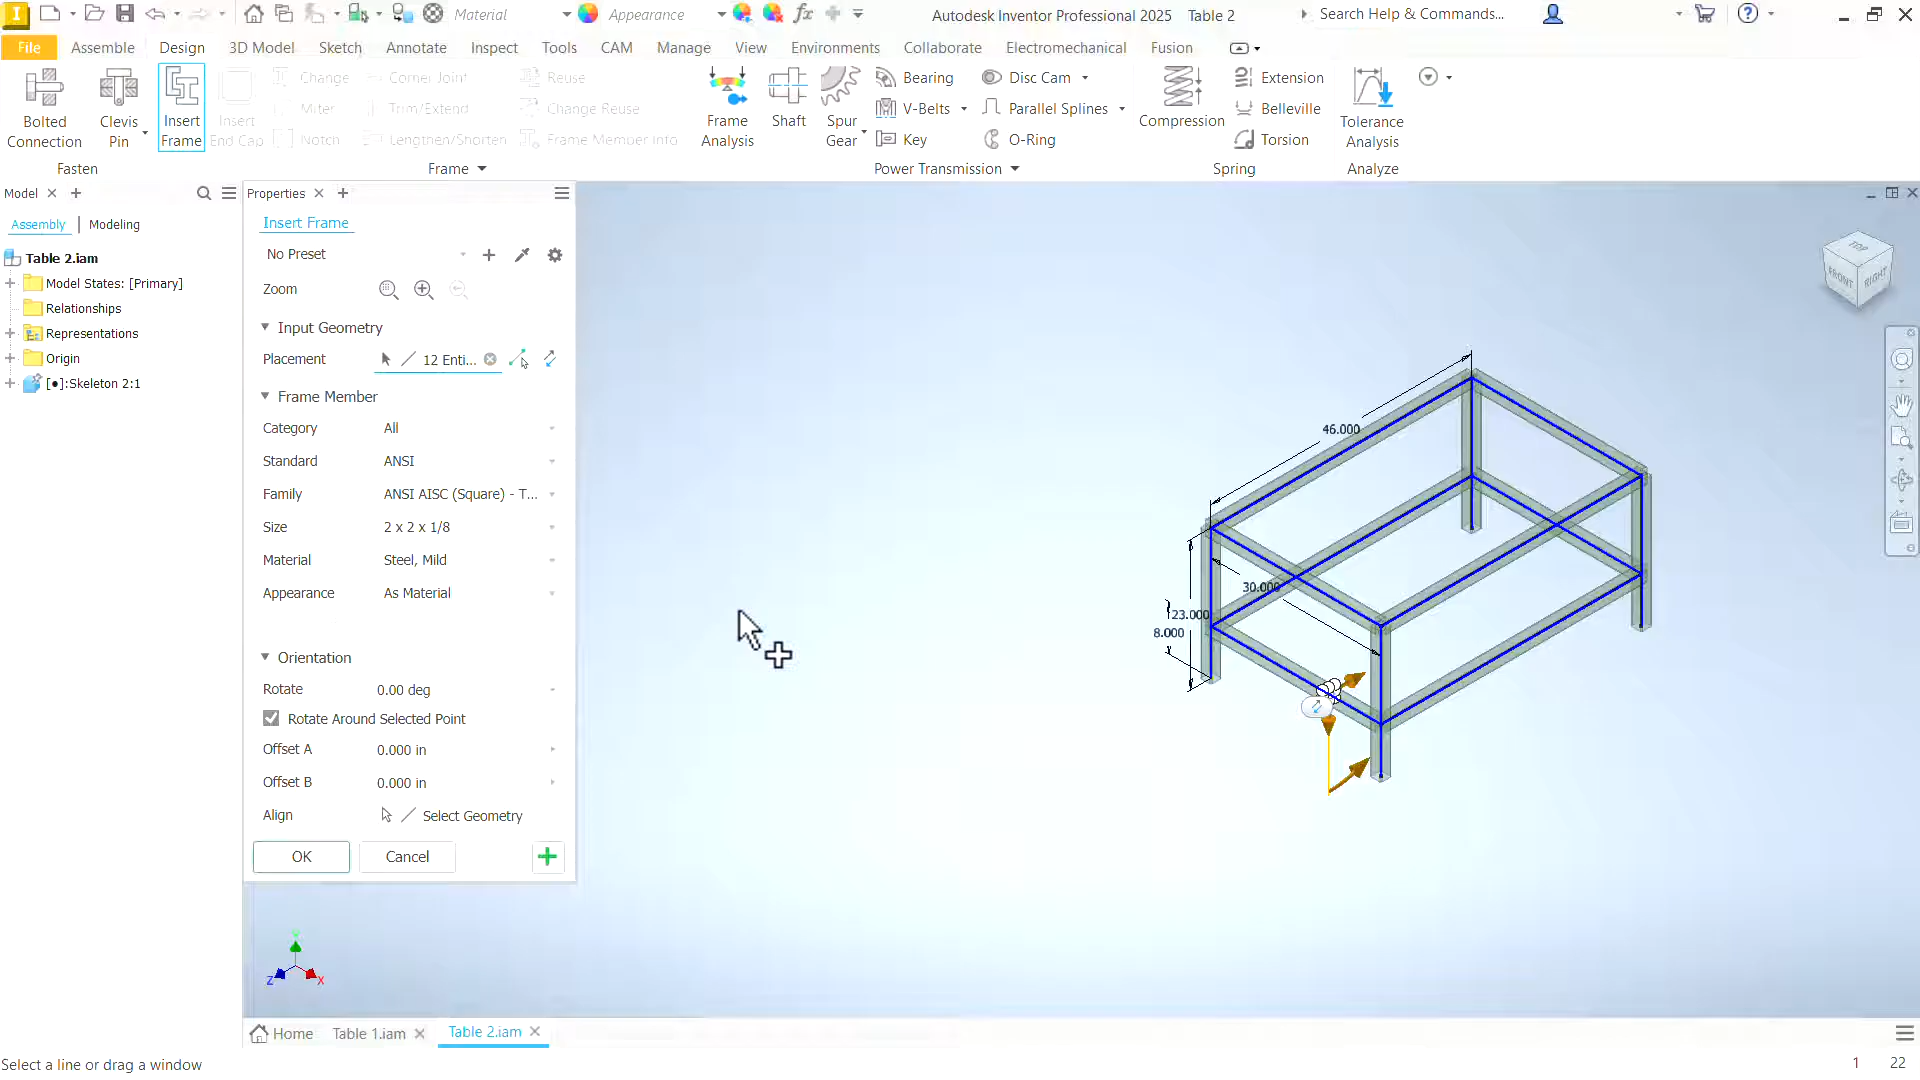 Material
Appearance
fx
Autodesk Inventor Professional 2025 Table 2
Search Help & Commands...
File
Assemble
Design
3D Model
Sketch
Annotate
Inspect
Tools
CAM
Manage
View
Environments
Collaborate
Electromechanical
Fusion
Bolted
Connection
Clevis
Pin
Insert
Frame
Insert
End Cap
Change
Miter
Notch
Corner Joint
Trim/Extend
Lengthen/Shorten
Reuse
Change Reuse
Frame Member Info
Frame
Analysis
Shaft
Spur
Gear
Bearing
V-Belts
Key
Disc Cam
Parallel Splines
O-Ring
Compression
Extension
Belleville
Torsion
Tolerance
Analysis
Fasten
Frame
Power Transmission
Spring
Analyze
Model
Assembly
Modeling
Table 2.iam
Model States: [Primary]
Relationships
Representations
Origin
[●]:Skeleton 2:1
Properties
Insert Frame
No Preset
Zoom
Input Geometry
Placement 12 Enti...
Frame Member
Category All
Standard ANSI
Family ANSI AISC (Square) - T...
Size 2 x 2 x 1/8
Material Steel, Mild
Appearance As Material
Orientation
Rotate 0.00 deg
Rotate Around Selected Point
Offset A 0.000 in
Offset B 0.000 in
Align Select Geometry
OK
Cancel
TOP
FRONT
RIGHT
46.000
30.000
23.000
8.000
Z
X
Home
Table 1.iam
Table 2.iam
Select a line or drag a window
1 22